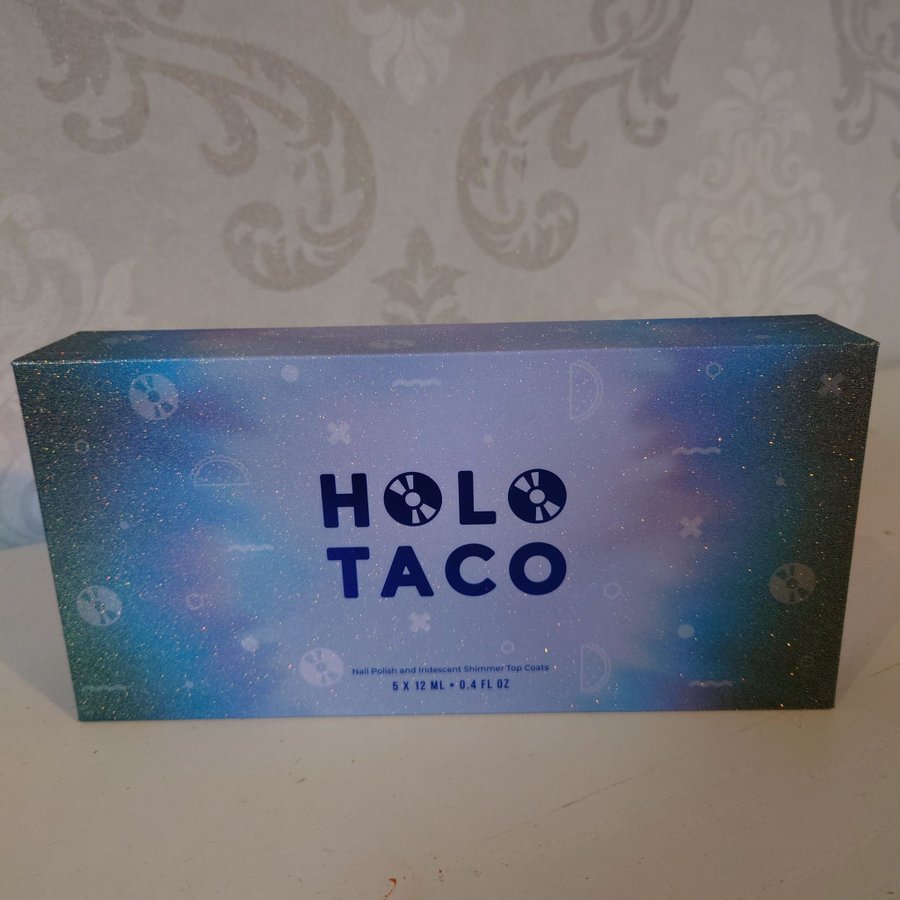 HOLO
TACO
Nail Polish and Iridescent Shimmer Top Coats
5 X 12 ML • 0.4 FL OZ